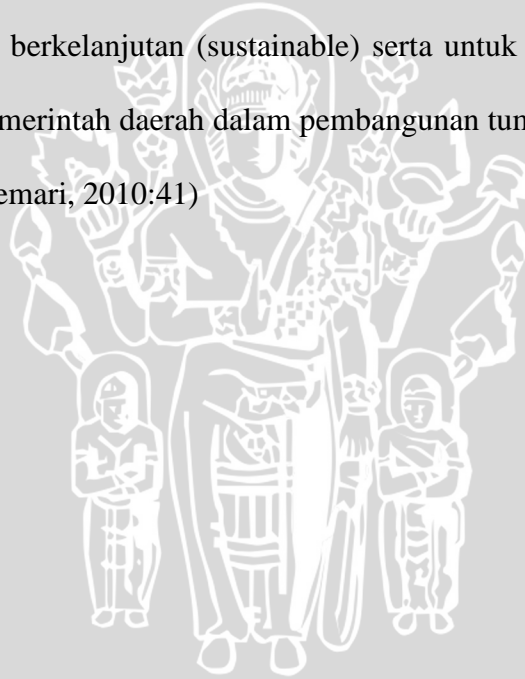 berkelanjutan (sustainable) serta untuk
merintah daerah dalam pembangunan tun
emari, 2010:41)